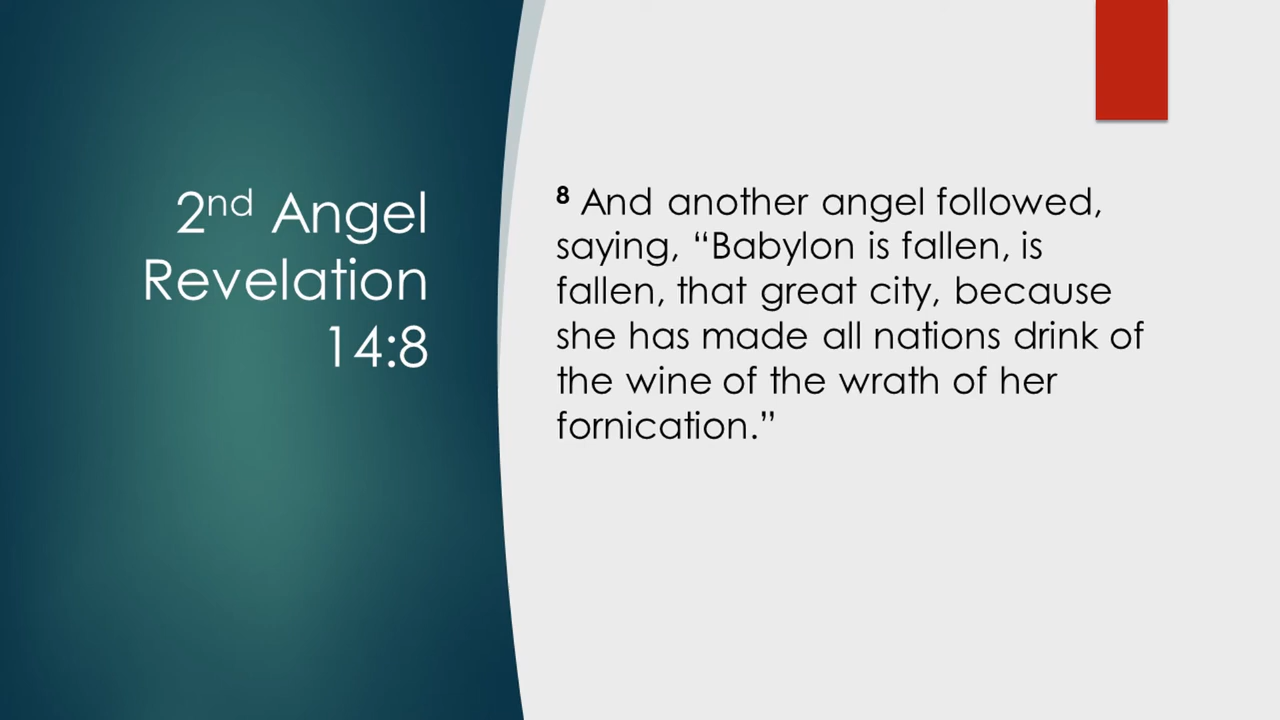 2nd Angel
Revelation
14:8
8 And another angel followed,
saying, “Babylon is fallen, is
fallen, that great city, because
she has made all nations drink of
the wine of the wrath of her
fornication.”